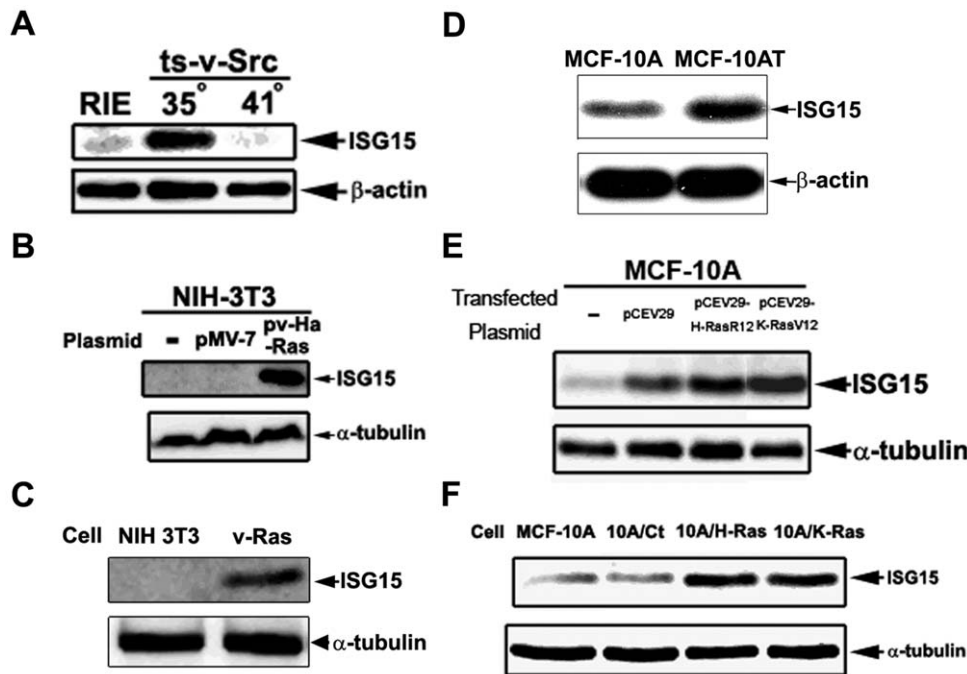 A
ts-v-Src
RIE 35° 41°
ISG15
β-actin
B
NIH-3T3
Plasmid - pMV-7 pv-Ha
-Ras
ISG15
α-tubulin
C
Cell NIH 3T3 v-Ras
ISG15
α-tubulin
D
MCF-10A MCF-10AT
ISG15
β-actin
E
MCF-10A
Transfected
Plasmid
- pCEV29 pCEV29- pCEV29-
H-RasR12 K-RasV12
ISG15
α-tubulin
F
Cell MCF-10A 10A/Ct 10A/H-Ras 10A/K-Ras
ISG15
α-tubulin